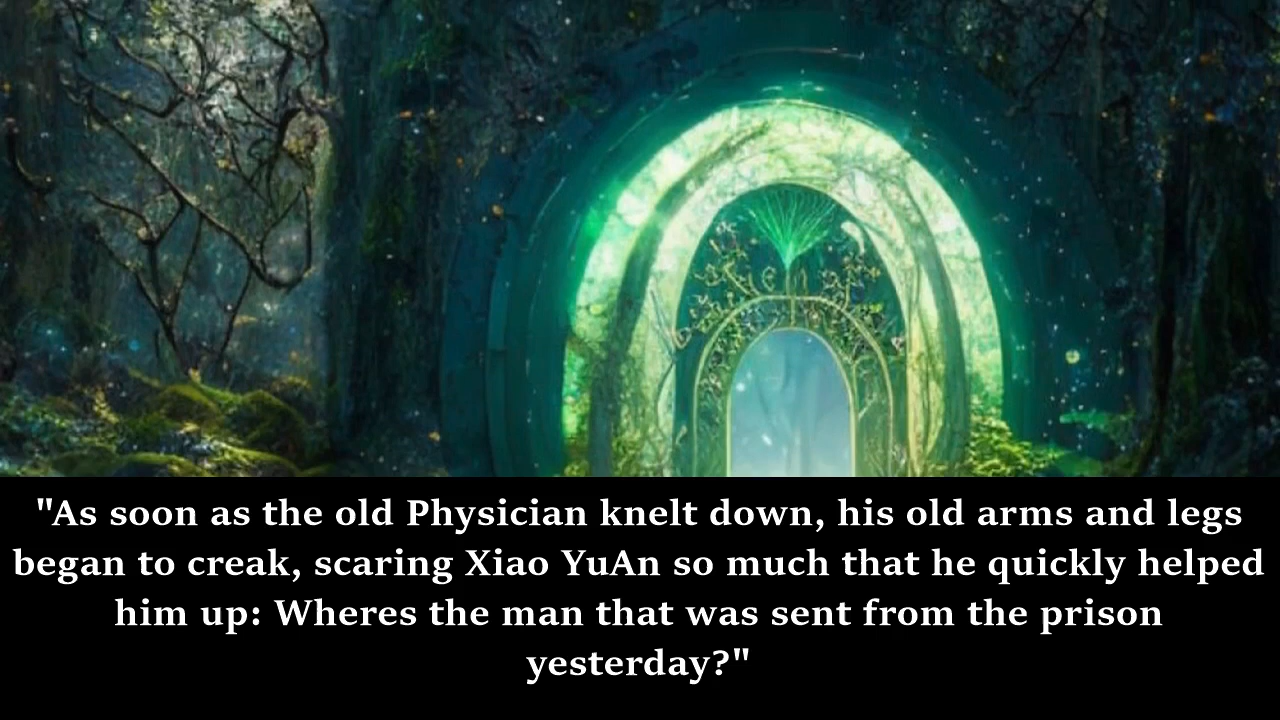 "As soon as the old Physician knelt down, his old arms and legs
began to creak, scaring Xiao YuAn so much that he quickly helped
him up: Wheres the man that was sent from the prison
yesterday?"